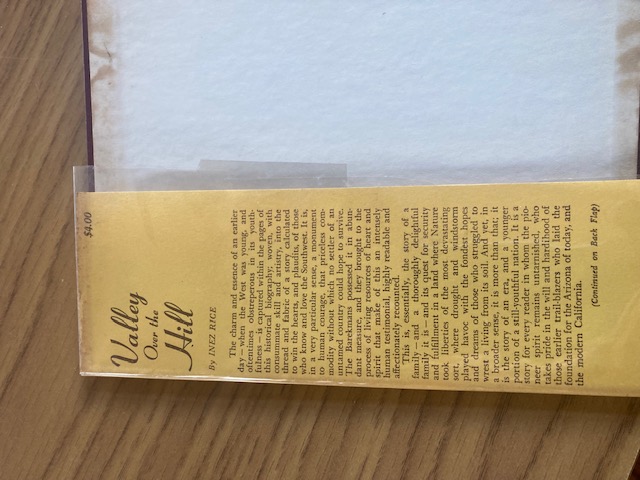 $4.00
Valley
Over the
Hill
By INEZ RICE
The charm and essence of an earlier
day — when the West was young, and
oftentimes obstreperous in its youth-
fulness — is captured within the pages of
this historical biography; woven, with
consummate skill and artistry, into the
thread and fabric of a story calculated
to win the hearts, and plaudits, of those
who know and love the Southwest. It is,
in a very particular sense, a monument
to human courage, that priceless com-
modity without which no settler of an
untamed country could hope to survive.
The Barckmans possessed it in abun-
dant measure, and they brought to the
process of living resources of heart and
spirit that make of this an intensely
human testimonial, highly readable and
affectionately recounted.
This is, essentially, the story of a
family — and a thoroughly delightful
family it is — and its quest for security
and fulfillment in a land where Nature
took liberties of the most devastating
sort, where drought and windstorm
played havoc with the fondest hopes
and dreams of those who struggled to
wrest a living from its soil. And yet, in
a broader sense, it is more than that; it
is the story of an era, and a younger
portion of a still-youthful nation. It is a
story for every reader in whom the pio-
neer spirit remains untarnished, who
takes pride in the will and hardihood of
those earlier trail-blazers who laid the
foundation for the Arizona of today, and
the modern California.
(Continued on Back Flap)